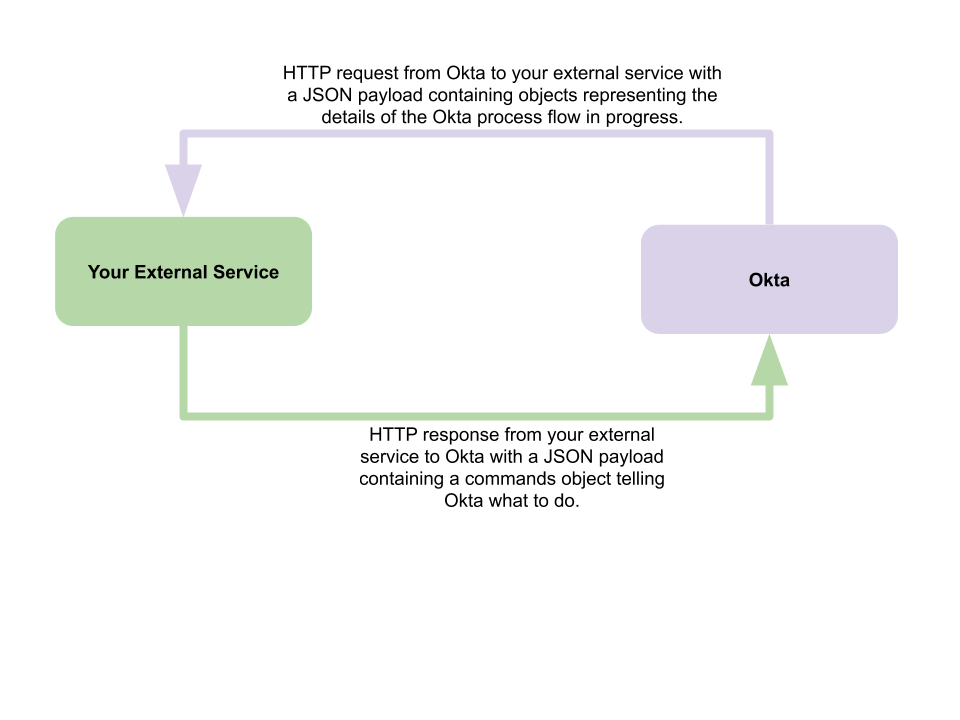 HTTP request from Okta to your external service with
a JSON payload containing objects representing the
details of the Okta process flow in progress.
Your External Service
Okta
HTTP response from your external
service to Okta with a JSON payload
containing a commands object telling
Okta what to do.